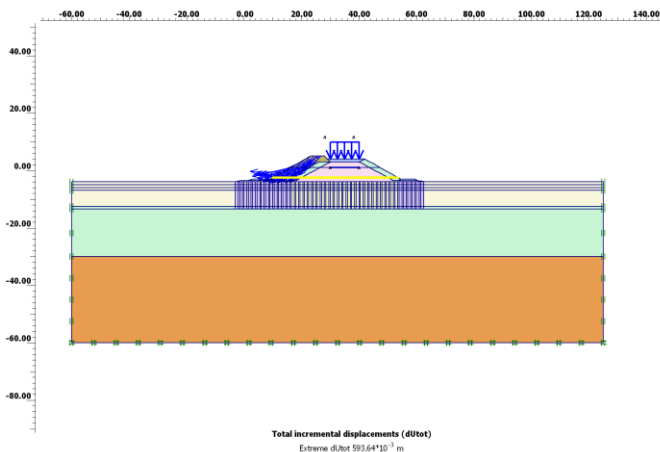 -60.00 -40.00 -20.00 0.00 20.00 40.00 60.00 80.00 100.00 120.00 140.00
40.00
20.00
0.00
-20.00
-40.00
-60.00
-80.00
A A
Total incremental displacements (dUtot)
Extreme dUtot 593.64*10⁻³ m